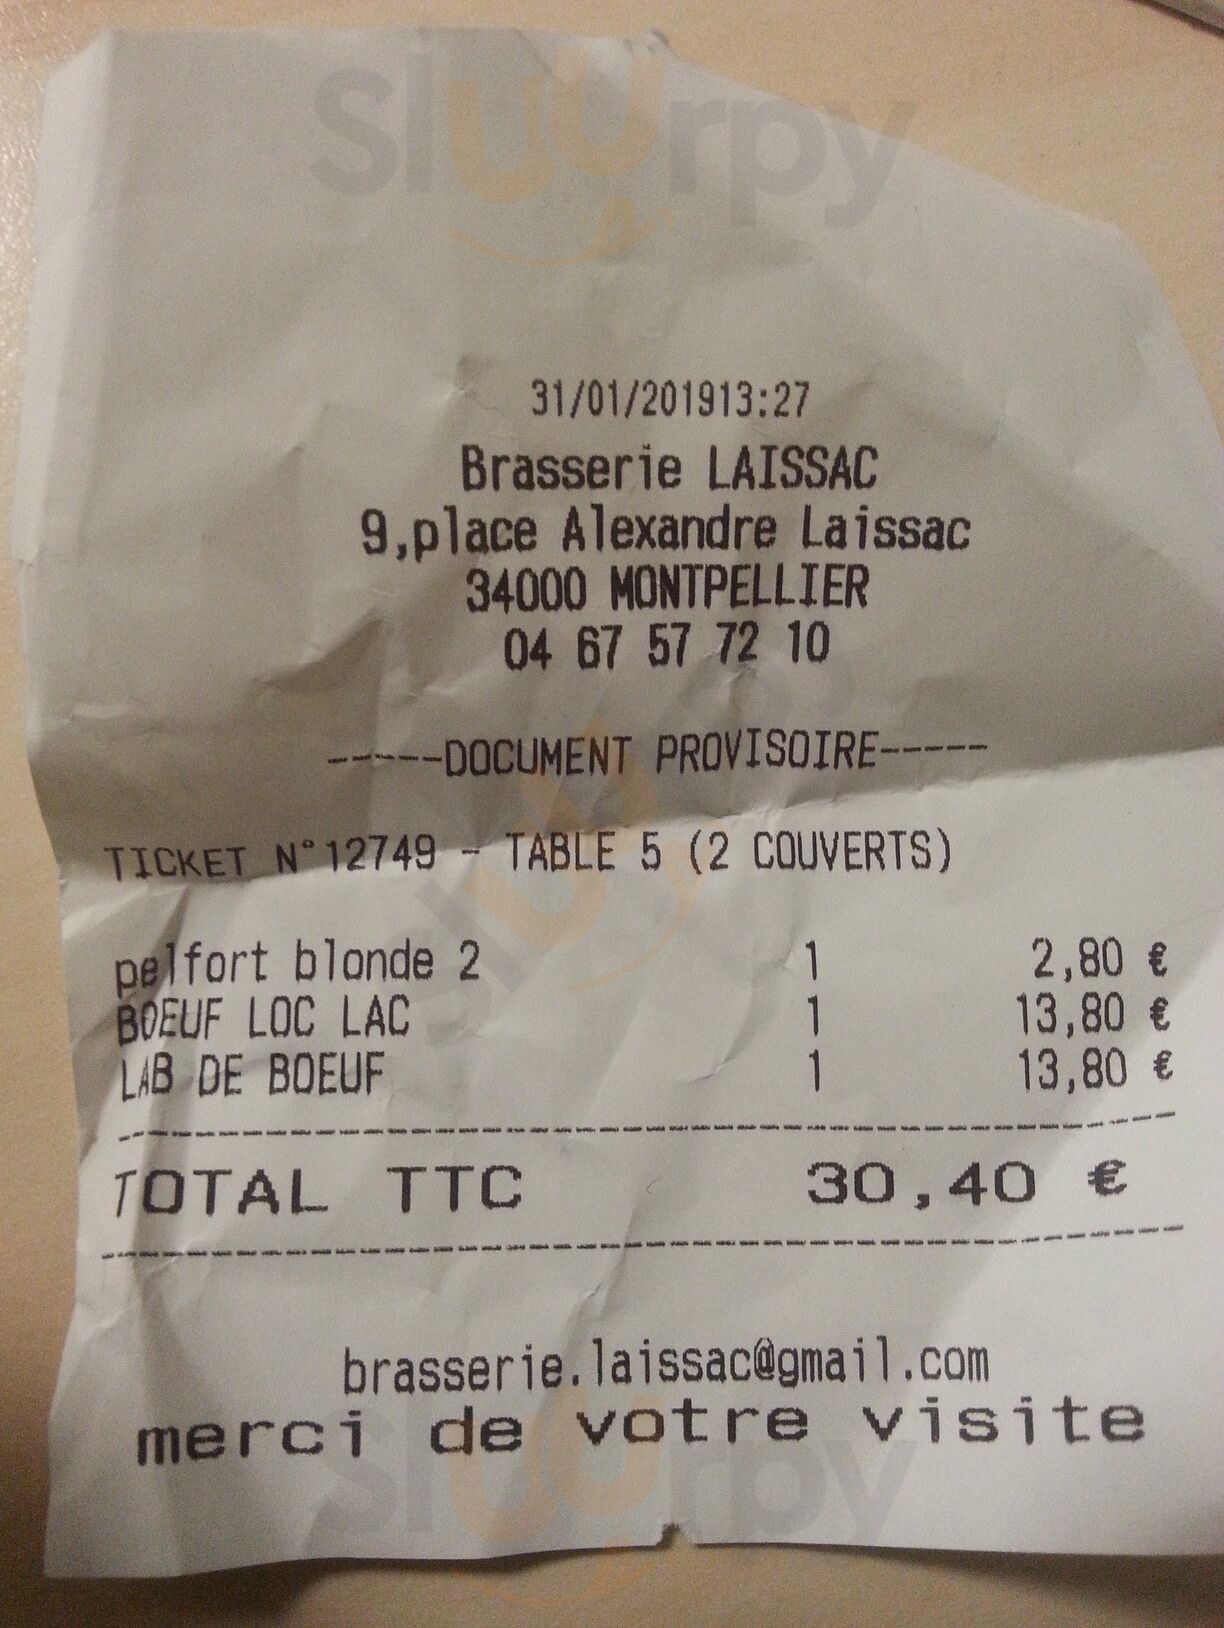 sluurpy
31/01/201913:27
Brasserie LAISSAC
9,place Alexandre Laissac
34000 MONTPELLIER
04 67 57 72 10
-----DOCUMENT PROVISOIRE-----
TICKET N°12749 - TABLE 5 (2 COUVERTS)
pelfort blonde 2 1 2,80 €
BOEUF LOC LAC 1 13,80 €
LAB DE BOEUF 1 13,80 €
TOTAL TTC 30,40 €
brasserie.laissac@gmail.com
merci de votre visite
sluurpy